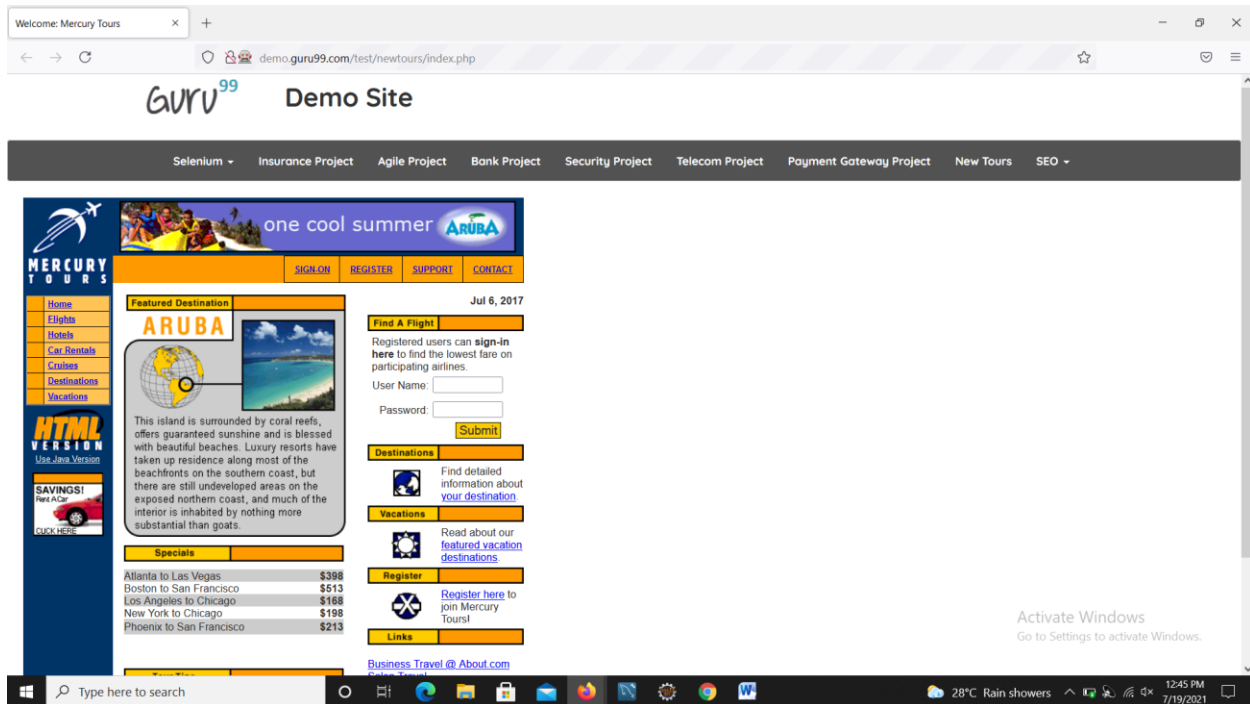 Welcome: Mercury Tours
demo.guru99.com/test/newtours/index.php
Guru99 Demo Site
Selenium Insurance Project Agile Project Bank Project Security Project Telecom Project Payment Gateway Project New Tours SEO
one cool summer ARUBA
MERCURY
TOURS
SIGN-ON REGISTER SUPPORT CONTACT
Home
Flights
Hotels
Car Rentals
Cruises
Destinations
Vacations
HTML
VERSION
Use Java Version
SAVINGS!
Rent A Car
CLICK HERE
Featured Destination
ARUBA
This island is surrounded by coral reefs,
offers guaranteed sunshine and is blessed
with beautiful beaches. Luxury resorts have
taken up residence along most of the
beachfronts on the southern coast, but
there are still undeveloped areas on the
exposed northern coast, and much of the
interior is inhabited by nothing more
substantial than goats.
Specials
Atlanta to Las Vegas $398
Boston to San Francisco $513
Los Angeles to Chicago $168
New York to Chicago $198
Phoenix to San Francisco $213
Jul 6, 2017
Find A Flight
Registered users can sign-in
here to find the lowest fare on
participating airlines.
User Name:
Password:
Submit
Destinations
Find detailed
information about
your destination.
Vacations
Read about our
featured vacation
destinations.
Register
Register here to
join Mercury
Tours!
Links
Business Travel @ About.com
Activate Windows
Go to Settings to activate Windows.
Type here to search
28°C Rain showers
12:45 PM
7/19/2021